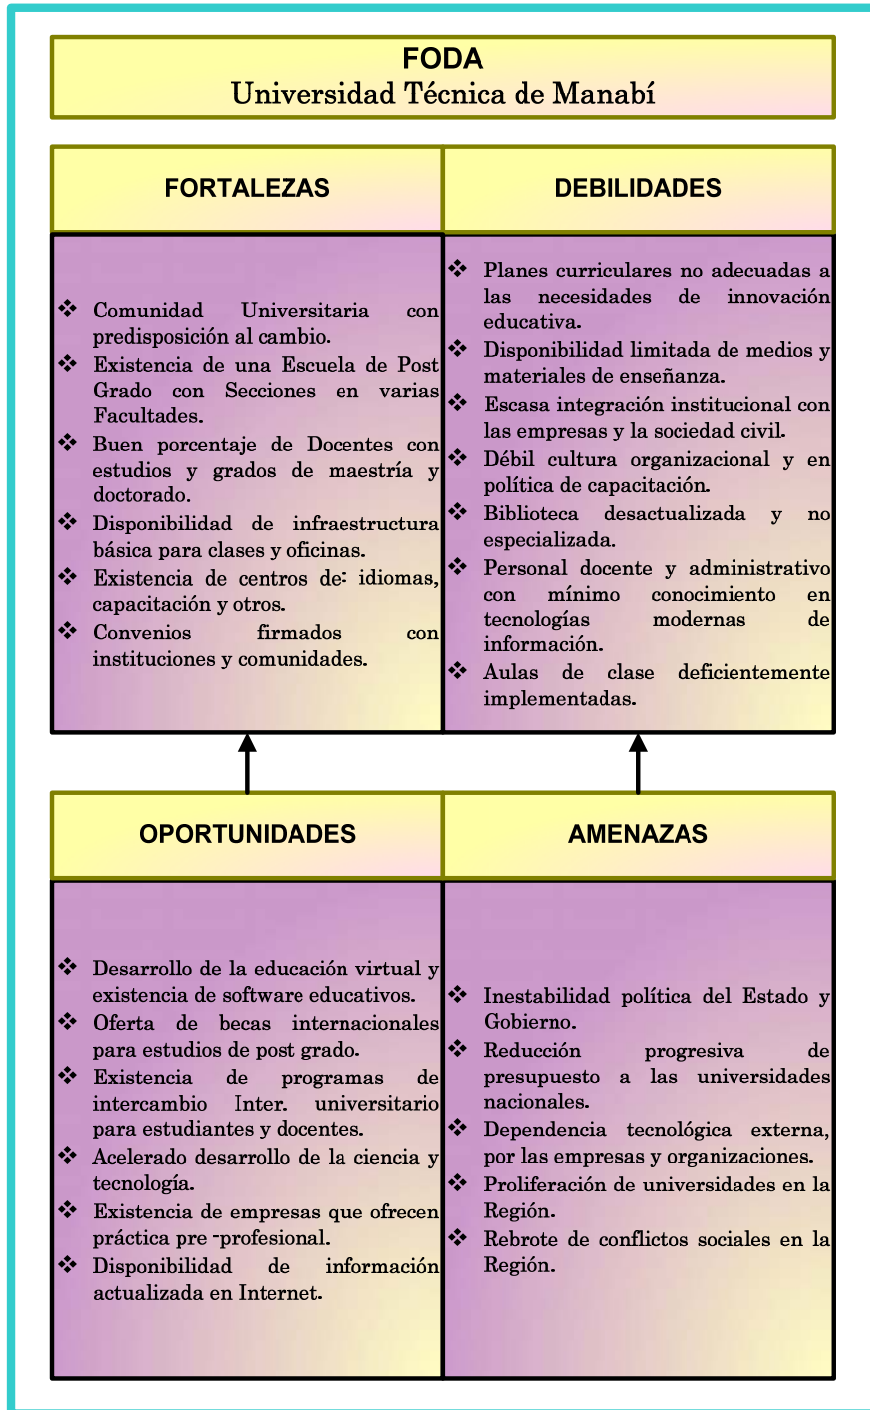 FODA
Universidad Técnica de Manabí
FORTALEZAS
❖ Comunidad Universitaria con
predisposición al cambio.
❖ Existencia de una Escuela de Post
Grado con Secciones en varias
Facultades.
❖ Buen porcentaje de Docentes con
estudios y grados de maestría y
doctorado.
❖ Disponibilidad de infraestructura
básica para clases y oficinas.
❖ Existencia de centros de: idiomas,
capacitación y otros.
❖ Convenios firmados con
instituciones y comunidades.
DEBILIDADES
❖ Planes curriculares no adecuadas a
las necesidades de innovación
educativa.
❖ Disponibilidad limitada de medios y
materiales de enseñanza.
❖ Escasa integración institucional con
las empresas y la sociedad civil.
❖ Débil cultura organizacional y en
política de capacitación.
❖ Biblioteca desactualizada y no
especializada.
❖ Personal docente y administrativo
con mínimo conocimiento en
tecnologías modernas de
información.
❖ Aulas de clase deficientemente
implementadas.
OPORTUNIDADES
❖ Desarrollo de la educación virtual y
existencia de software educativos.
❖ Oferta de becas internacionales
para estudios de post grado.
❖ Existencia de programas de
intercambio Inter. universitario
para estudiantes y docentes.
❖ Acelerado desarrollo de la ciencia y
tecnología.
❖ Existencia de empresas que ofrecen
práctica pre -profesional.
❖ Disponibilidad de información
actualizada en Internet.
AMENAZAS
❖ Inestabilidad política del Estado y
Gobierno.
❖ Reducción progresiva de
presupuesto a las universidades
nacionales.
❖ Dependencia tecnológica externa,
por las empresas y organizaciones.
❖ Proliferación de universidades en la
Región.
❖ Rebrote de conflictos sociales en la
Región.